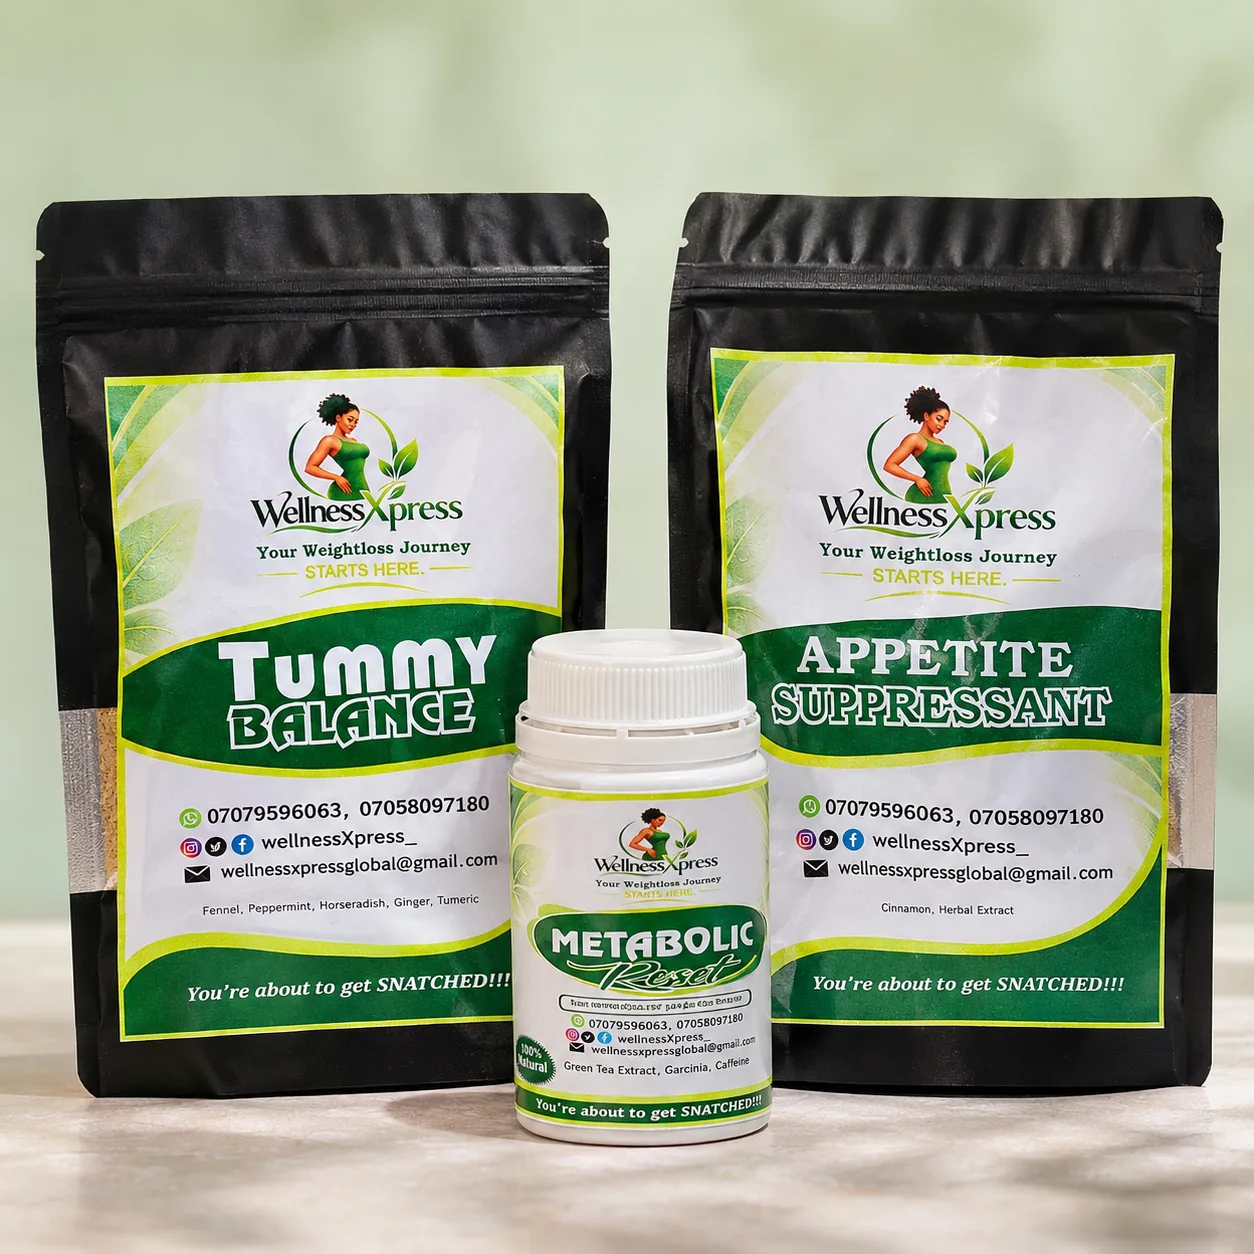 WellnessXpress
Your Weightloss Journey
STARTS HERE.
TUMMY
BALANCE
07079596063, 07058097180
wellnessXpress_
wellnessxpressglobal@gmail.com
Fennel, Peppermint, Horseradish, Ginger, Tumeric
You're about to get SNATCHED!!!
WellnessXpress
Your Weightloss Journey
STARTS HERE.
METABOLIC
Reset
07079596063, 07058097180
wellnessXpress_
wellnessxpressglobal@gmail.com
100%
Natural
Green Tea Extract, Garcinia, Caffeine
You're about to get SNATCHED!!!
WellnessXpress
Your Weightloss Journey
STARTS HERE.
APPETITE
SUPPRESSANT
07079596063, 07058097180
wellnessXpress_
wellnessxpressglobal@gmail.com
Cinnamon, Herbal Extract
You're about to get SNATCHED!!!